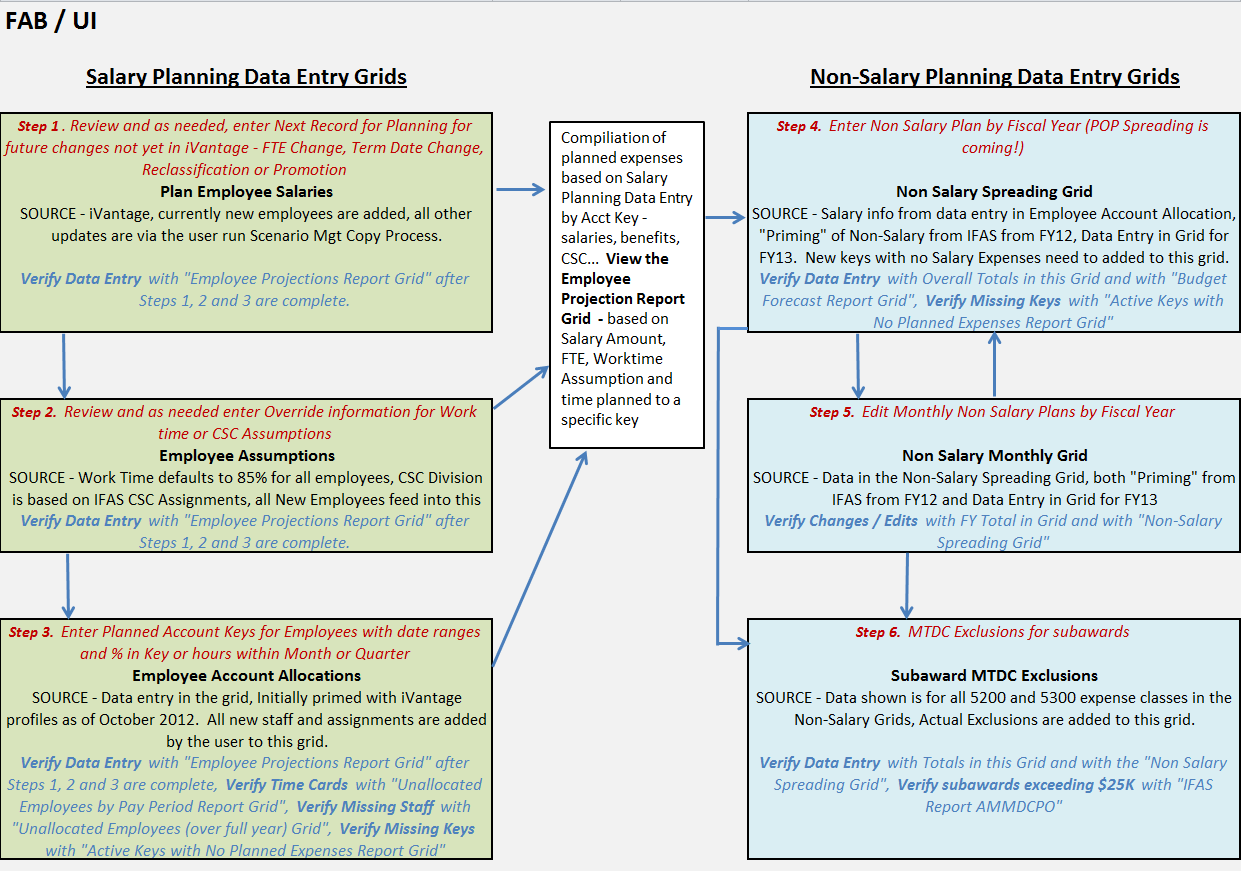 FAB / UI
Salary Planning Data Entry Grids
Step 1. Review and as needed, enter Next Record for Planning for
future changes not yet in iVantage - FTE Change, Term Date Change,
Reclassification or Promotion
Plan Employee Salaries
SOURCE - iVantage, currently new employees are added, all other
updates are via the user run Scenario Mgt Copy Process.
Verify Data Entry with "Employee Projections Report Grid" after
Steps 1, 2 and 3 are complete.
Step 2. Review and as needed enter Override information for Work
time or CSC Assumptions
Employee Assumptions
SOURCE - Work Time defaults to 85% for all employees, CSC Division
is based on IFAS CSC Assignments, all New Employees feed into this
Verify Data Entry with "Employee Projections Report Grid" after
Steps 1, 2 and 3 are complete.
Step 3. Enter Planned Account Keys for Employees with date ranges
and % in Key or hours within Month or Quarter
Employee Account Allocations
SOURCE - Data entry in the grid, Initially primed with iVantage
profiles as of October 2012. All new staff and assignments are added
by the user to this grid.
Verify Data Entry with "Employee Projections Report Grid" after
Steps 1, 2 and 3 are complete, Verify Time Cards with "Unallocated
Employees by Pay Period Report Grid", Verify Missing Staff with
"Unallocated Employees (over full year) Grid", Verify Missing Keys
with "Active Keys with No Planned Expenses Report Grid"
Compiliation of
planned expenses
based on Salary
Planning Data Entry
by Acct Key -
salaries, benefits,
CSC... View the
Employee
Projection Report
Grid - based on
Salary Amount,
FTE, Worktime
Assumption and
time planned to a
specific key
Non-Salary Planning Data Entry Grids
Step 4. Enter Non Salary Plan by Fiscal Year (POP Spreading is
coming!)
Non Salary Spreading Grid
SOURCE - Salary info from data entry in Employee Account Allocation,
"Priming" of Non-Salary from IFAS from FY12, Data Entry in Grid for
FY13. New keys with no Salary Expenses need to added to this grid.
Verify Data Entry with Overall Totals in this Grid and with "Budget
Forecast Report Grid", Verify Missing Keys with "Active Keys with
No Planned Expenses Report Grid"
Step 5. Edit Monthly Non Salary Plans by Fiscal Year
Non Salary Monthly Grid
SOURCE - Data in the Non-Salary Spreading Grid, both "Priming" from
IFAS from FY12 and Data Entry in Grid for FY13
Verify Changes / Edits with FY Total in Grid and with "Non-Salary
Spreading Grid"
Step 6. MTDC Exclusions for subawards
Subaward MTDC Exclusions
SOURCE - Data shown is for all 5200 and 5300 expense classes in the
Non-Salary Grids, Actual Exclusions are added to this grid.
Verify Data Entry with Totals in this Grid and with the "Non Salary
Spreading Grid", Verify subawards exceeding $25K with "IFAS
Report AMMDCPO"